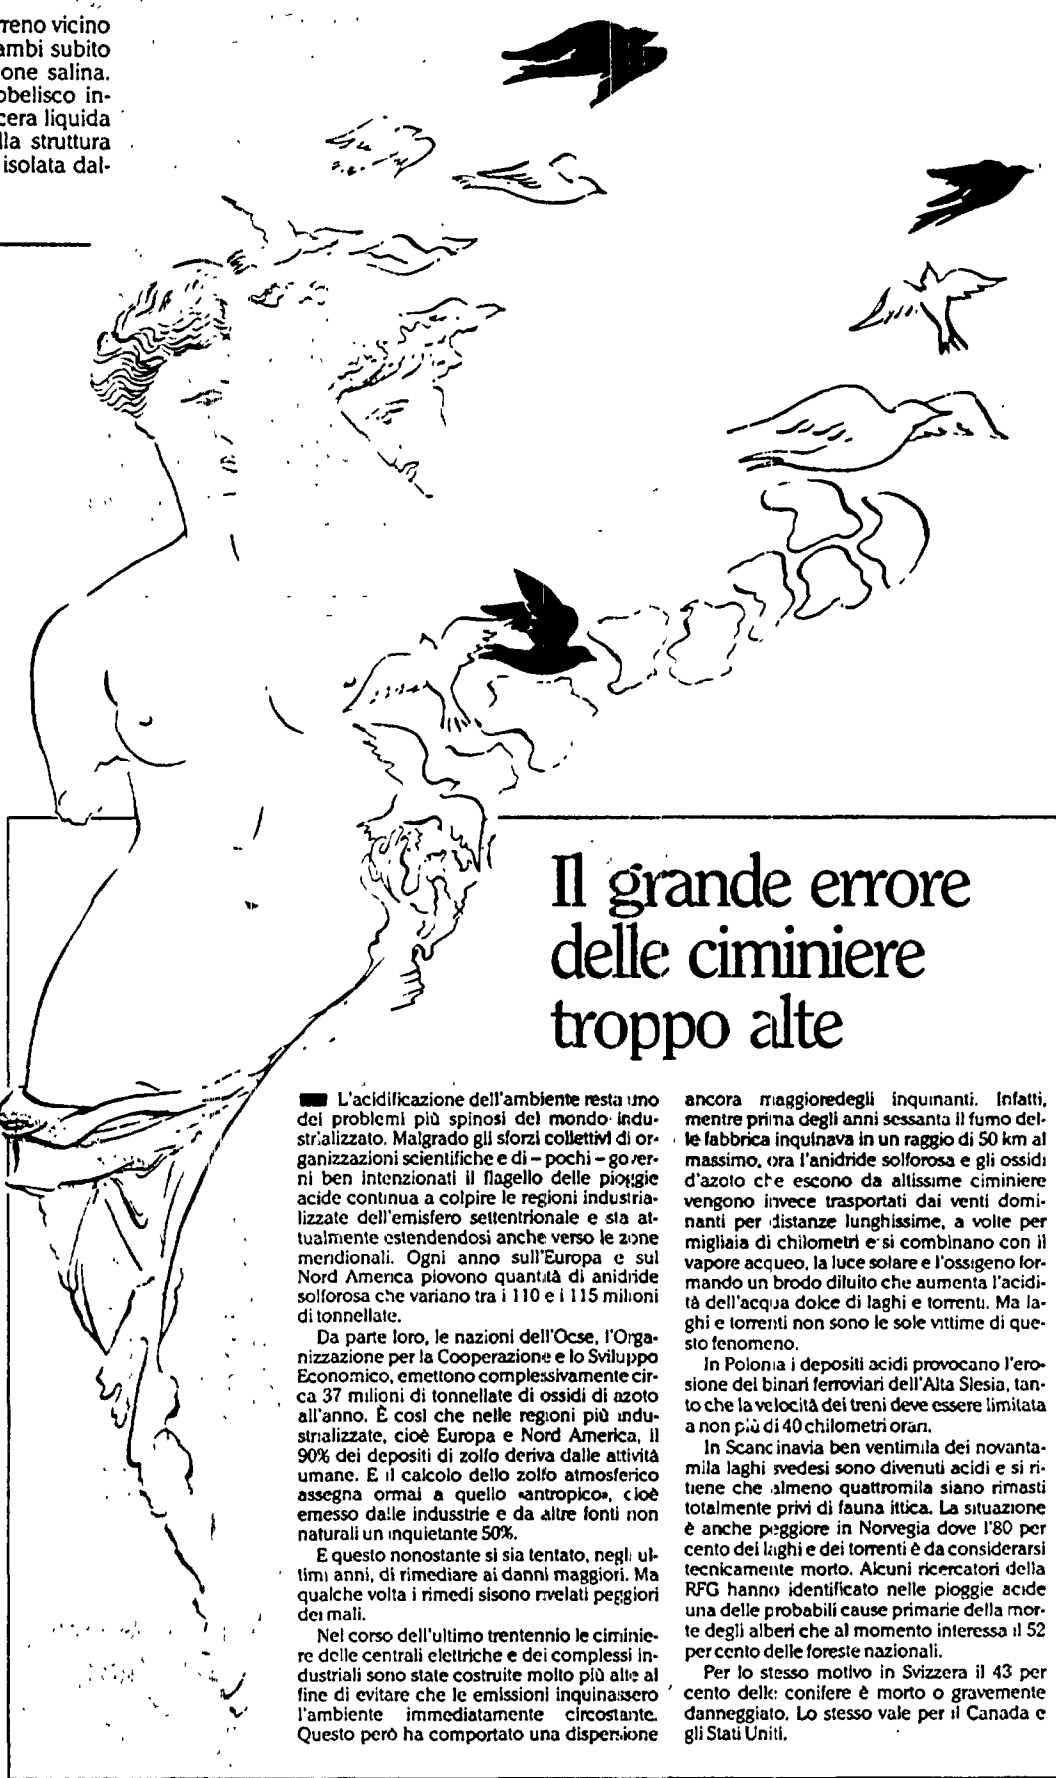 rreno vicino
ambi subito
one salina.
obelisco in-
cera liquida
lla struttura
isolata dal-
Il grande errore
delle ciminiere
troppo alte
L'acidificazione dell'ambiente resta uno
dei problemi più spinosi del mondo indu-
strializzato. Malgrado gli sforzi collettivi di or-
ganizzazioni scientifiche e di – pochi – gover-
ni ben intenzionati il flagello delle pioggie
acide continua a colpire le regioni industria-
lizzate dell'emisfero settentrionale e sta at-
tualmente estendendosi anche verso le zone
meridionali. Ogni anno sull'Europa e sul
Nord America piovono quantità di anidride
solforosa che variano tra i 110 e i 115 milioni
di tonnellate.
Da parte loro, le nazioni dell'Ocse, l'Orga-
nizzazione per la Cooperazione e lo Sviluppo
Economico, emettono complessivamente cir-
ca 37 milioni di tonnellate di ossidi di azoto
all'anno. È così che nelle regioni più indu-
strializzate, cioè Europa e Nord America, il
90% dei depositi di zolfo deriva dalle attività
umane. E il calcolo dello zolfo atmosferico
assegna ormai a quello «antropico», cioè
emesso dalle indusstrie e da altre fonti non
naturali un inquietante 50%.
E questo nonostante si sia tentato, negli ul-
timi anni, di rimediare ai danni maggiori. Ma
qualche volta i rimedi sisono rivelati peggiori
dei mali.
Nel corso dell'ultimo trentennio le ciminie-
re delle centrali elettriche e dei complessi in-
dustriali sono state costruite molto più alte al
fine di evitare che le emissioni inquinassero
l'ambiente immediatamente circostante.
Questo però ha comportato una dispersione
ancora maggioredegli inquinanti. Infatti,
mentre prima degli anni sessanta il fumo del-
le fabbrica inquinava in un raggio di 50 km al
massimo, ora l'anidride solforosa e gli ossidi
d'azoto che escono da altissime ciminiere
vengono invece trasportati dai venti domi-
nanti per distanze lunghissime, a volte per
migliaia di chilometri e si combinano con il
vapore acqueo, la luce solare e l'ossigeno for-
mando un brodo diluito che aumenta l'acidi-
tà dell'acqua dolce di laghi e torrenti. Ma la-
ghi e torrenti non sono le sole vittime di que-
sto fenomeno.
In Polonia i depositi acidi provocano l'ero-
sione dei binari ferroviari dell'Alta Slesia, tan-
to che la velocità dei treni deve essere limitata
a non più di 40 chilometri orari.
In Scandinavia ben ventimila dei novanta-
mila laghi svedesi sono divenuti acidi e si ri-
tiene che almeno quattromila siano rimasti
totalmente privi di fauna ittica. La situazione
è anche peggiore in Norvegia dove l'80 per
cento dei laghi e dei torrenti è da considerarsi
tecnicamente morto. Alcuni ricercatori della
RFG hanno identificato nelle pioggie acide
una delle probabili cause primarie della mor-
te degli alberi che al momento interessa il 52
per cento delle foreste nazionali.
Per lo stesso motivo in Svizzera il 43 per
cento delle conifere è morto o gravemente
danneggiato. Lo stesso vale per il Canada e
gli Stati Uniti.